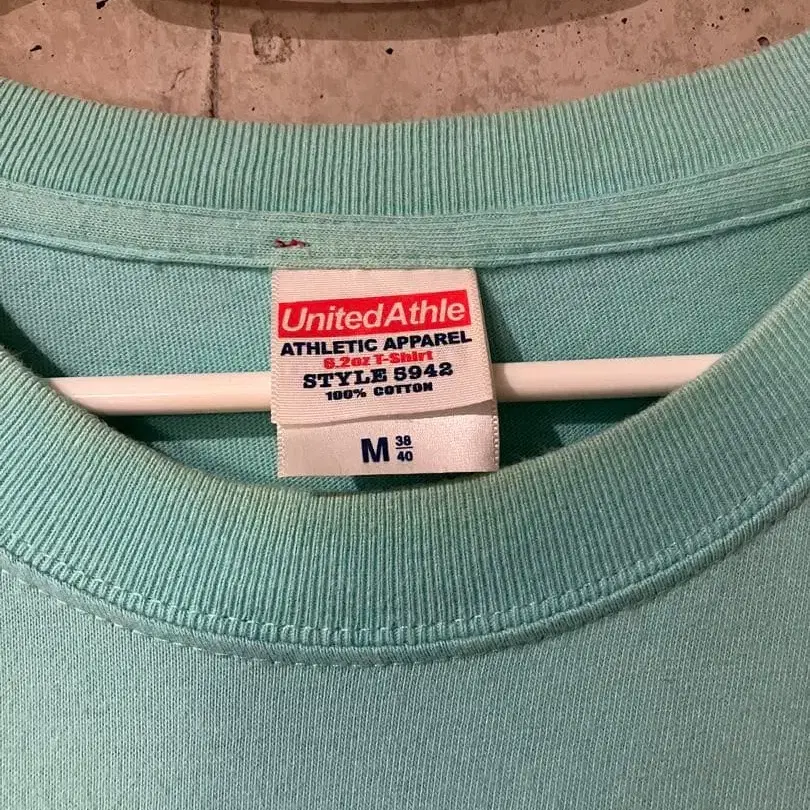 UnitedAthle
ATHLETIC APPAREL
6.2oz T-Shirt
STYLE 5942
100% COTTON
M 38
40